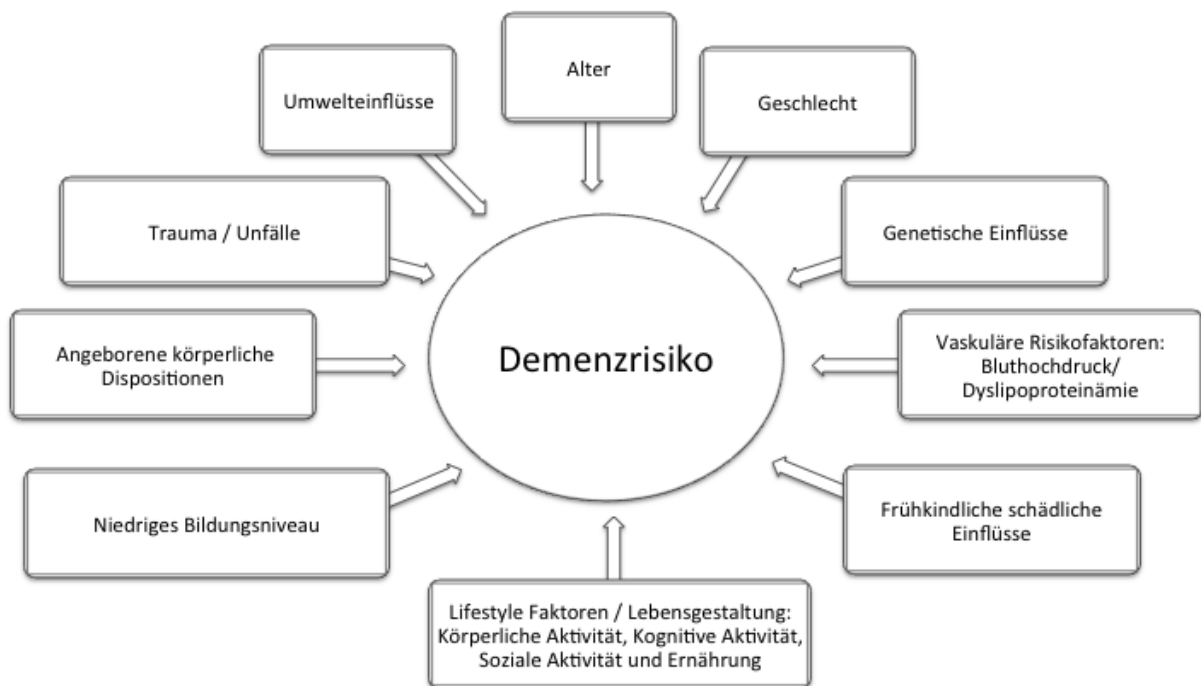 Alter
Umwelteinflüsse
Geschlecht
Trauma / Unfälle
Genetische Einflüsse
Angeborene körperliche
Dispositionen
Demenzrisiko
Vaskuläre Risikofaktoren:
Bluthochdruck/
Dyslipoproteinämie
Niedriges Bildungsniveau
Frühkindliche schädliche
Einflüsse
Lifestyle Faktoren / Lebensgestaltung:
Körperliche Aktivität, Kognitive Aktivität,
Soziale Aktivität und Ernährung